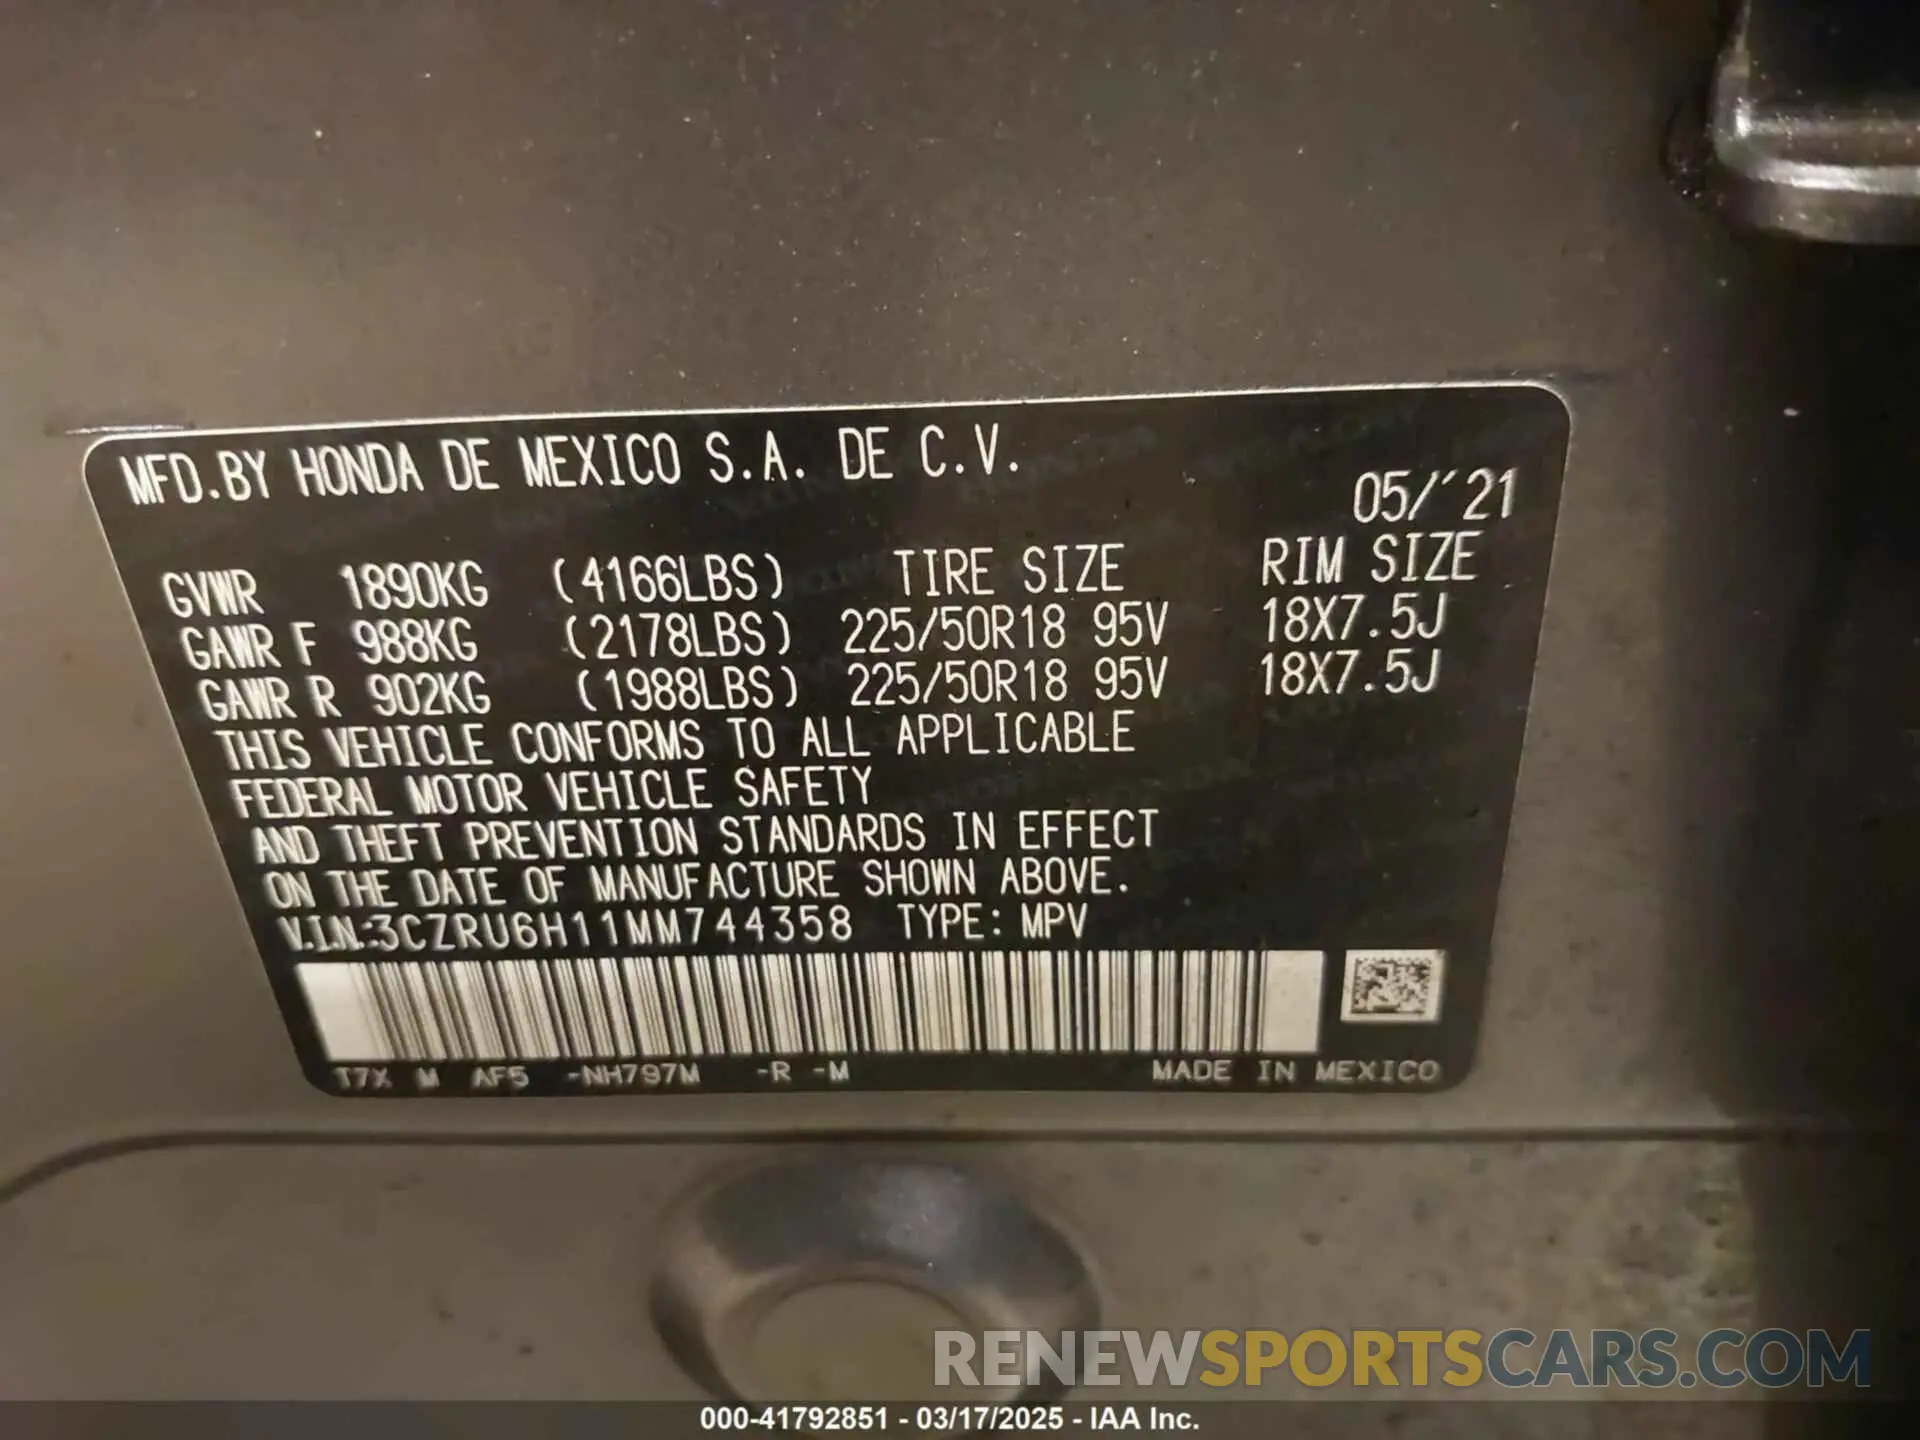 MFD.BY HONDA DE MEXICO S.A. DE C.V.
05/'21
GVWR 1890KG (4166LBS) TIRE SIZE RIM SIZE
GAWR F 988KG (2178LBS) 225/50R18 95V 18X7.5J
GAWR R 902KG (1988LBS) 225/50R18 95V 18X7.5J
THIS VEHICLE CONFORMS TO ALL APPLICABLE
FEDERAL MOTOR VEHICLE SAFETY
AND THEFT PREVENTION STANDARDS IN EFFECT
ON THE DATE OF MANUFACTURE SHOWN ABOVE.
V.I.N.:3CZRU6H11MM744358 TYPE: MPV
T7X M AF5 -NH797M -R -M MADE IN MEXICO
RENEWSPORTSCARS.COM
000-41792851 - 03/17/2025 - IAA Inc.